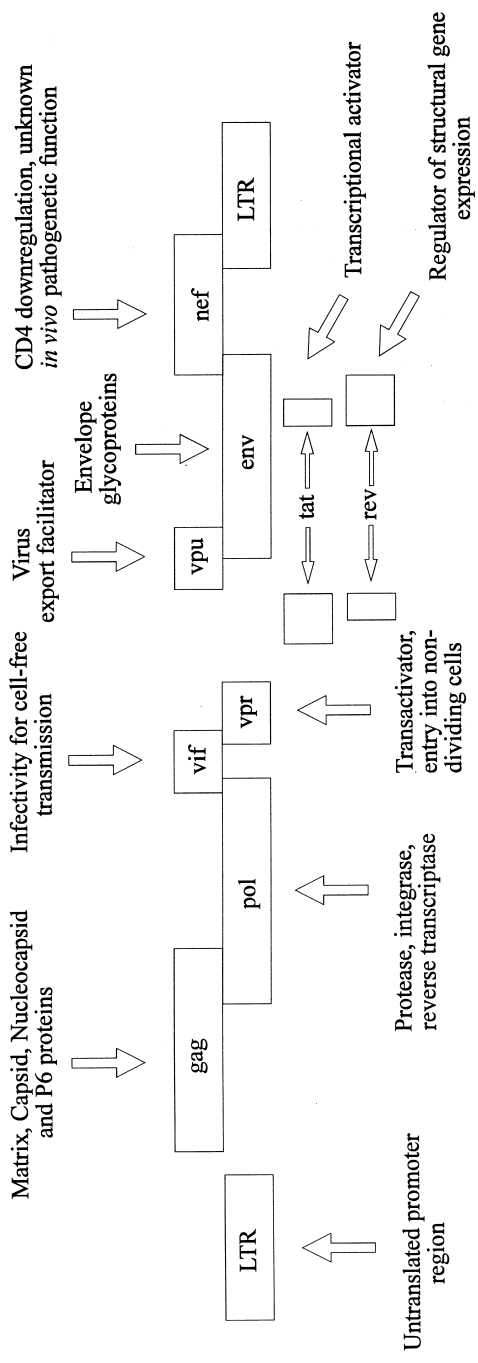 Matrix, Capsid, Nucleocapsid
and P6 proteins
Infectivity for cell-free
transmission
Virus
export facilitator
Envelope
glycoproteins
CD4 downregulation, unknown
in vivo pathogenetic function
gag
vif
vpu
nef
LTR
pol
vpr
env
LTR
tat
rev
Untranslated promoter
region
Protease, integrase,
reverse transcriptase
Transactivator,
entry into non-
dividing cells
Transcriptional activator
Regulator of structural gene
expression